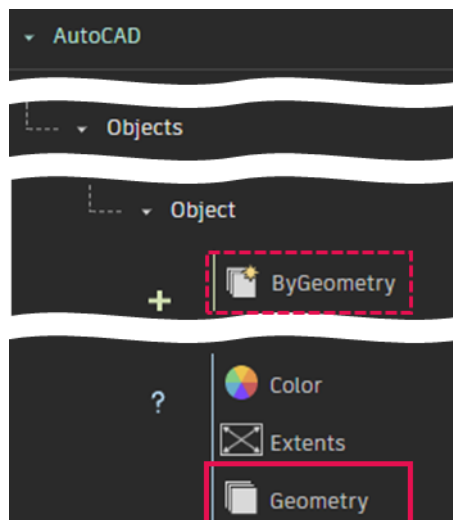 AutoCAD
Objects
Object
+
ByGeometry
?
Color
Extents
Geometry